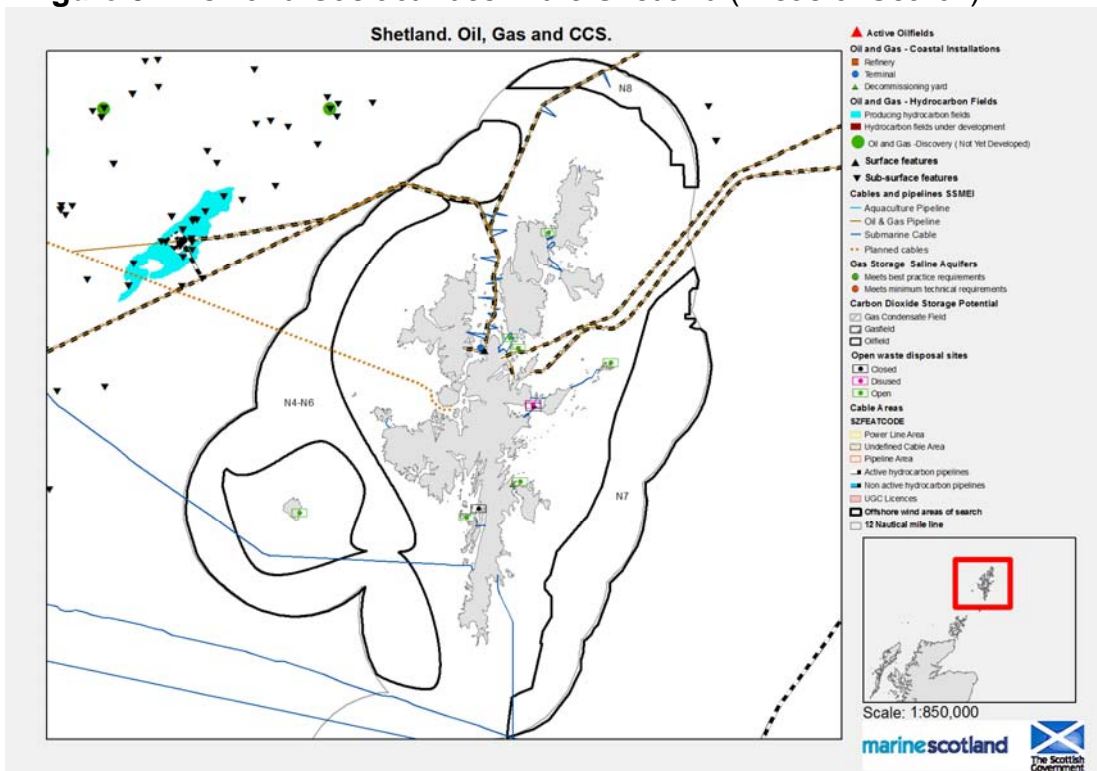 Shetland. Oil, Gas and CCS.
N8
N4-N6
N7
Active Oilfields
Oil and Gas - Coastal Installations
Refinery
Terminal
Decommissioning yard
Oil and Gas - Hydrocarbon Fields
Producing hydrocarbon fields
Hydrocarbon fields under development
Oil and Gas -Discovery ( Not Yet Developed)
Surface features
Sub-surface features
Cables and pipelines SSMEI
Aquaculture Pipeline
Oil & Gas Pipeline
Submarine Cable
Planned cables
Gas Storage Saline Aquifers
Meets best practice requirements
Meets minimum technical requirements
Carbon Dioxide Storage Potential
Gas Condensate Field
Gasfield
Oilfield
Open waste disposal sites
Closed
Disused
Open
Cable Areas
SZFEATCODE
Power Line Area
Undefined Cable Area
Pipeline Area
Active hydrocarbon pipelines
Non active hydrocarbon pipelines
UGC Licences
Offshore wind areas of search
12 Nautical mile line
Scale: 1:850,000
marinescotland
The Scottish
Government